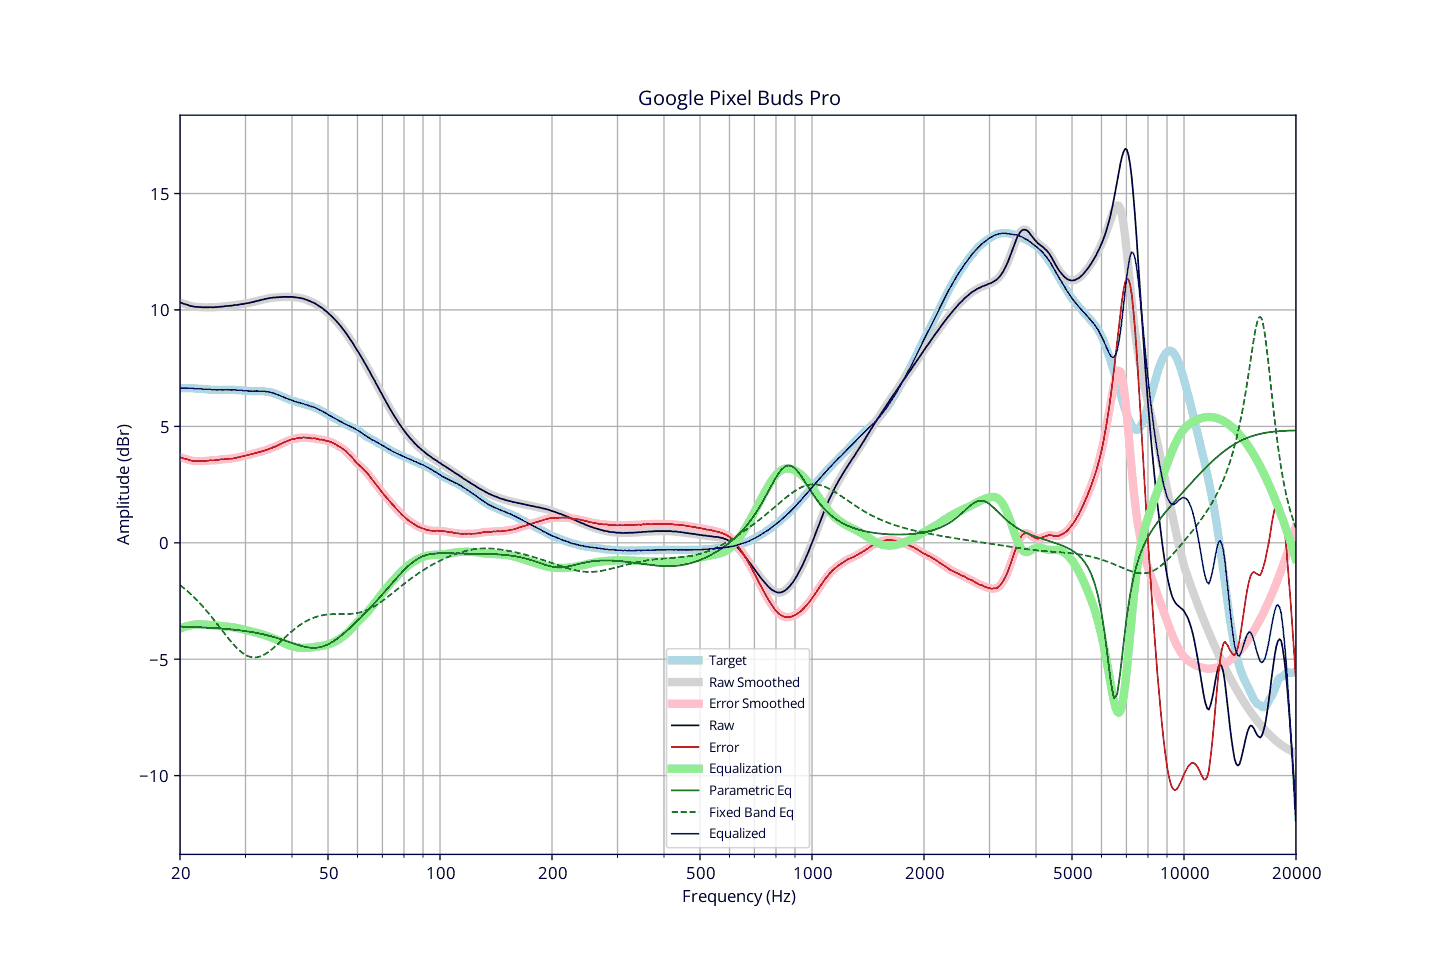 Google Pixel Buds Pro
Amplitude (dBr)
15
10
5
0
−5
−10
Target
Raw Smoothed
Error Smoothed
Raw
Error
Equalization
Parametric Eq
Fixed Band Eq
Equalized
20 50 100 200 500 1000 2000 5000 10000 20000
Frequency (Hz)